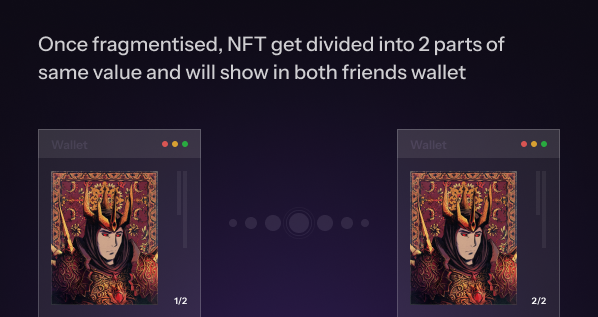 Once fragmentised, NFT get divided into 2 parts of
same value and will show in both friends wallet
Wallet
Wallet
1/2
2/2